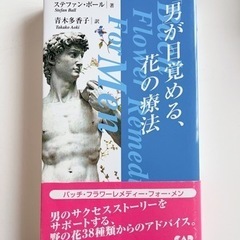 ステファン・ボール 著
Stefan Ball
青木多香子 訳
Takako Aoki
男が目覚める、
花の療法
Flower Remedies
For Men
バッチ・フラワーレメディー・フォー・メン
男のサクセスストーリーを
サポートする、
野の花38種類からのアドバイス。